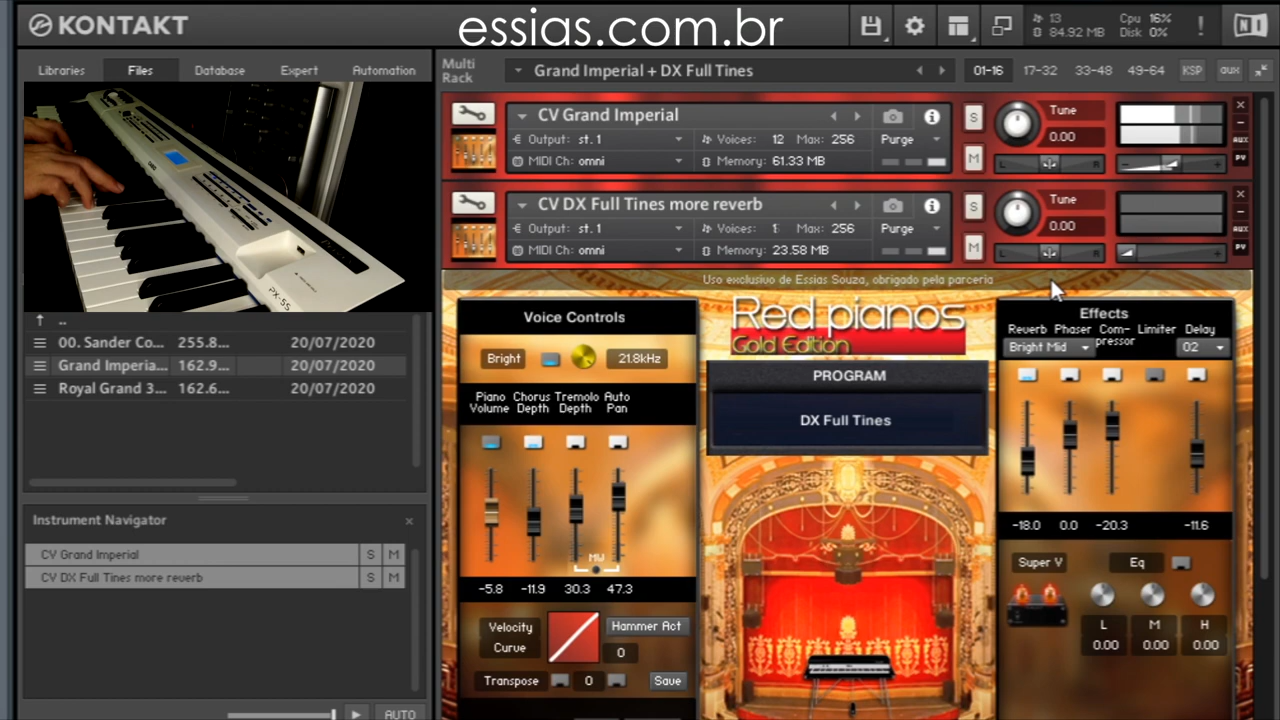 KONTAKT
essias.com.br
13
84.92 MB
Cpu 16%
Disk 0%
Libraries Files Database Expert Automation
Multi Rack
Grand Imperial + DX Full Tines
01-16 17-32 33-48 49-64 KSP aux
CV Grand Imperial
Output: st. 1 Voices: 12 Max: 256 Purge
MIDI Ch: omni Memory: 61.33 MB
S
M
Tune
0.00
L R
AUX
PV
CV DX Full Tines more reverb
Output: st. 1 Voices: Max: 256 Purge
MIDI Ch: omni Memory: 23.58 MB
S
M
Tune
0.00
L R
AUX
PV
PX-5S
Uso exclusivo de Essias Souza, obrigado pela parceria
..
00. Sander Co... 255.8... 20/07/2020
Grand Imperia... 162.9... 20/07/2020
Royal Grand 3... 162.6... 20/07/2020
Instrument Navigator
CV Grand Imperial S M
CV DX Full Tines more reverb S M
AUTO
Voice Controls
Bright 21.8kHz
Piano Volume
Chorus Depth
Tremolo Depth
Auto Pan
MW
-5.8 -11.9 30.3 47.3
Velocity Curve
Hammer Act
0
Transpose 0 Save
Red pianos
Gold Edition
PROGRAM
DX Full Tines
Effects
Reverb Phaser Com-pressor Limiter Delay
Bright Mid 02
-18.0 0.0 -20.3 -11.6
Super V Eq
L M H
0.00 0.00 0.00